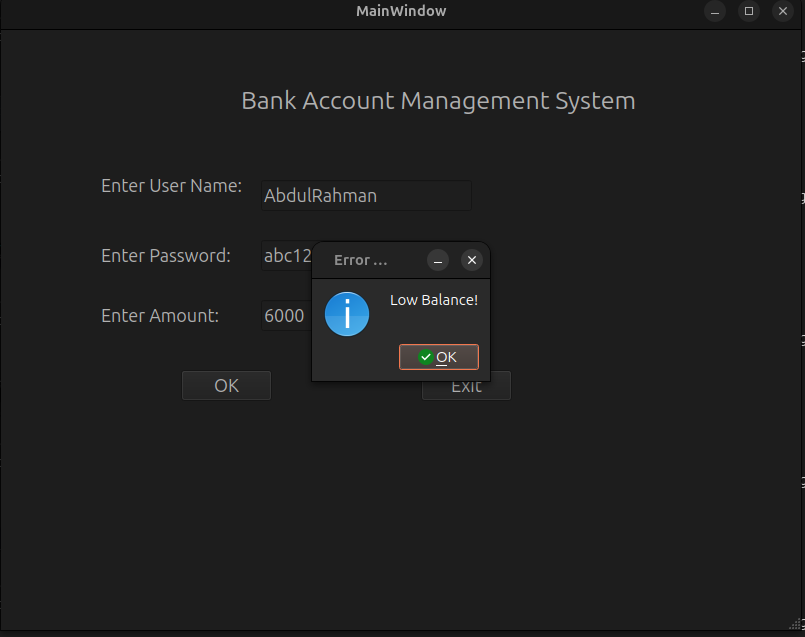 MainWindow
Bank Account Management System
Enter User Name:
AbdulRahman
Enter Password:
abc12
Enter Amount:
6000
Error ...
Low Balance!
OK
OK
Exit